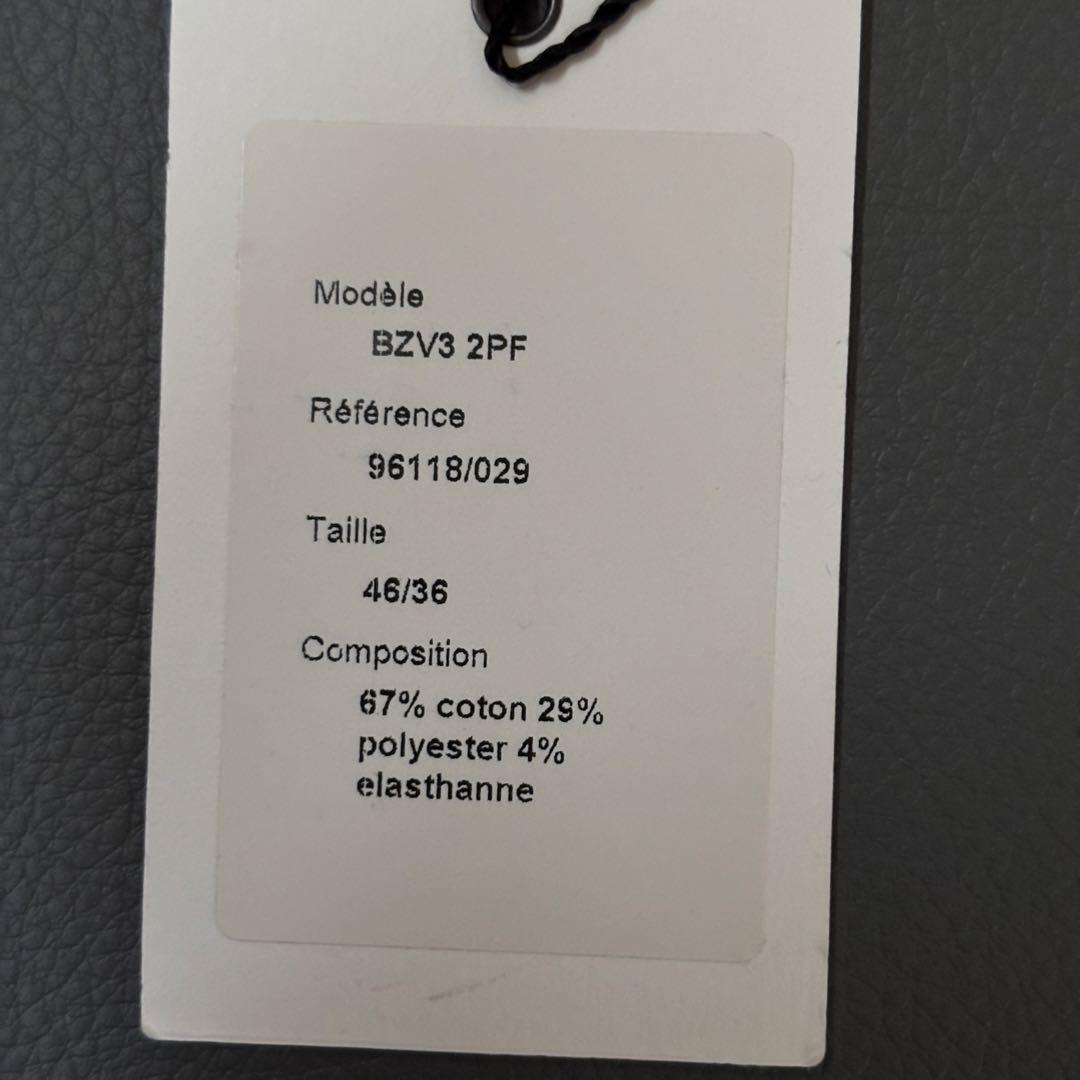 Modèle
BZV3 2PF
Référence
96118/029
Taille
46/36
Composition
67% coton 29%
polyester 4%
elasthanne